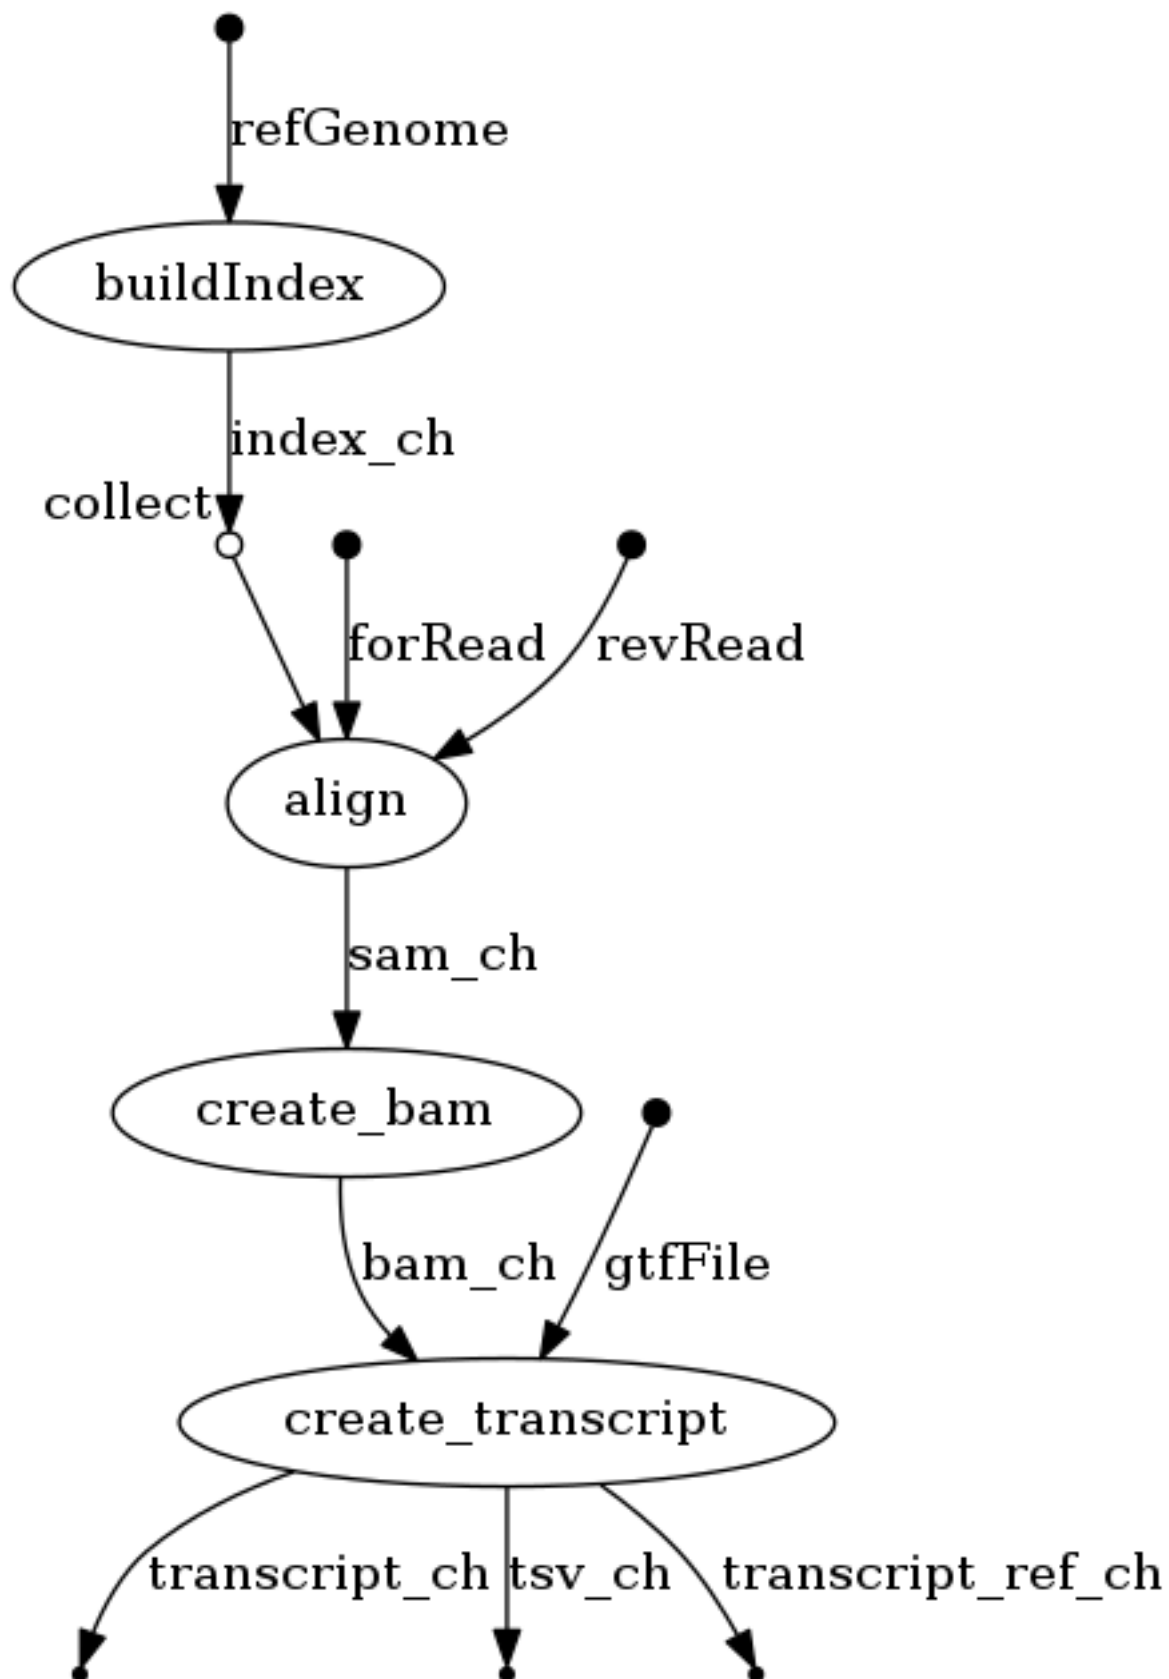 refGenome
buildIndex
index_ch
collect
forRead
revRead
align
sam_ch
create_bam
bam_ch
gtfFile
create_transcript
transcript_ch
tsv_ch
transcript_ref_ch